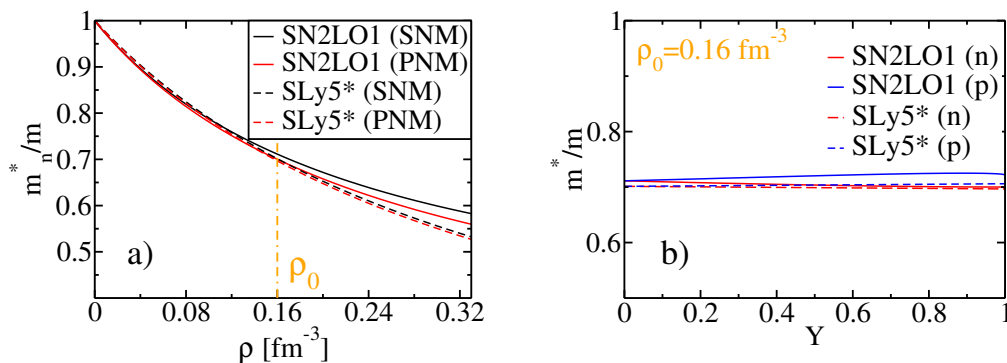 a)
SN2LO1 (SNM)
SN2LO1 (PNM)
SLy5* (SNM)
SLy5* (PNM)
m*n/m
1
0.9
0.8
0.7
0.6
0.5
ρ0
0
0.08
0.16
0.24
0.32
ρ [fm-3]
b)
ρ0=0.16 fm-3
SN2LO1 (n)
SN2LO1 (p)
SLy5* (n)
SLy5* (p)
m*/m
1
0.8
0.6
0
0.2
0.4
0.6
0.8
1
Y